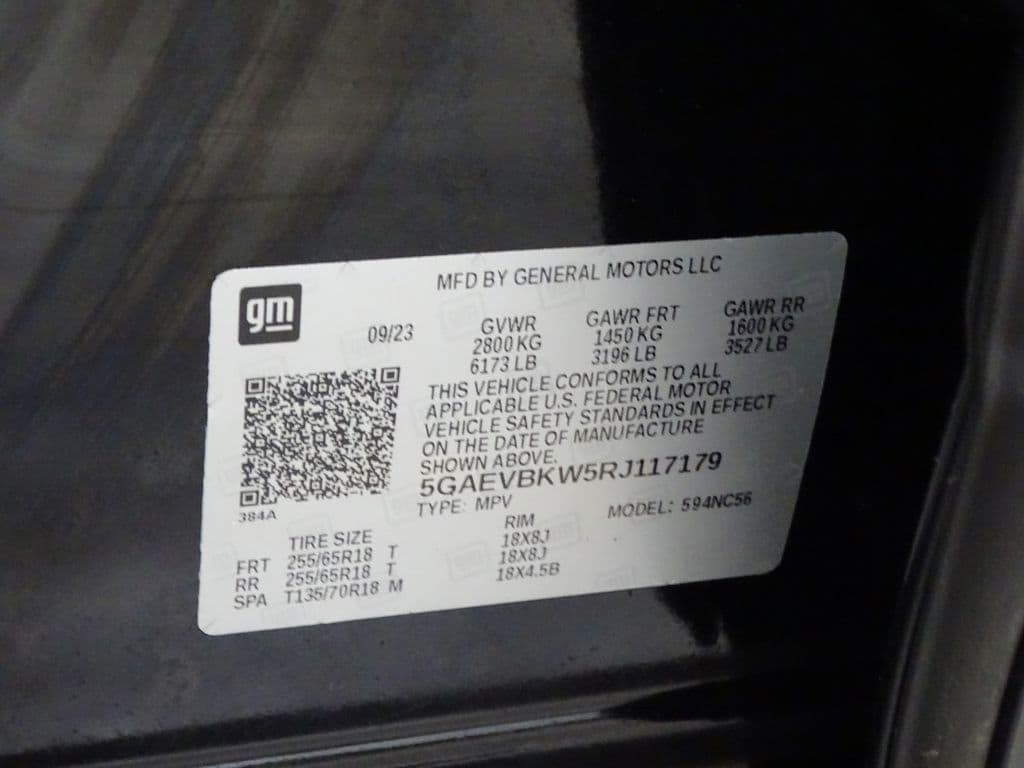 MFD BY GENERAL MOTORS LLC
gm
09/23
GVWR GAWR FRT GAWR RR
2800 KG 1450 KG 1600 KG
6173 LB 3196 LB 3527 LB
THIS VEHICLE CONFORMS TO ALL
APPLICABLE U.S. FEDERAL MOTOR
VEHICLE SAFETY STANDARDS IN EFFECT
ON THE DATE OF MANUFACTURE
SHOWN ABOVE.
5GAEVBKW5RJ117179
384A
TYPE: MPV MODEL: 594NC56
TIRE SIZE RIM
FRT 255/65R18 T 18X8J
RR 255/65R18 T 18X8J
SPA T135/70R18 M 18X4.5B